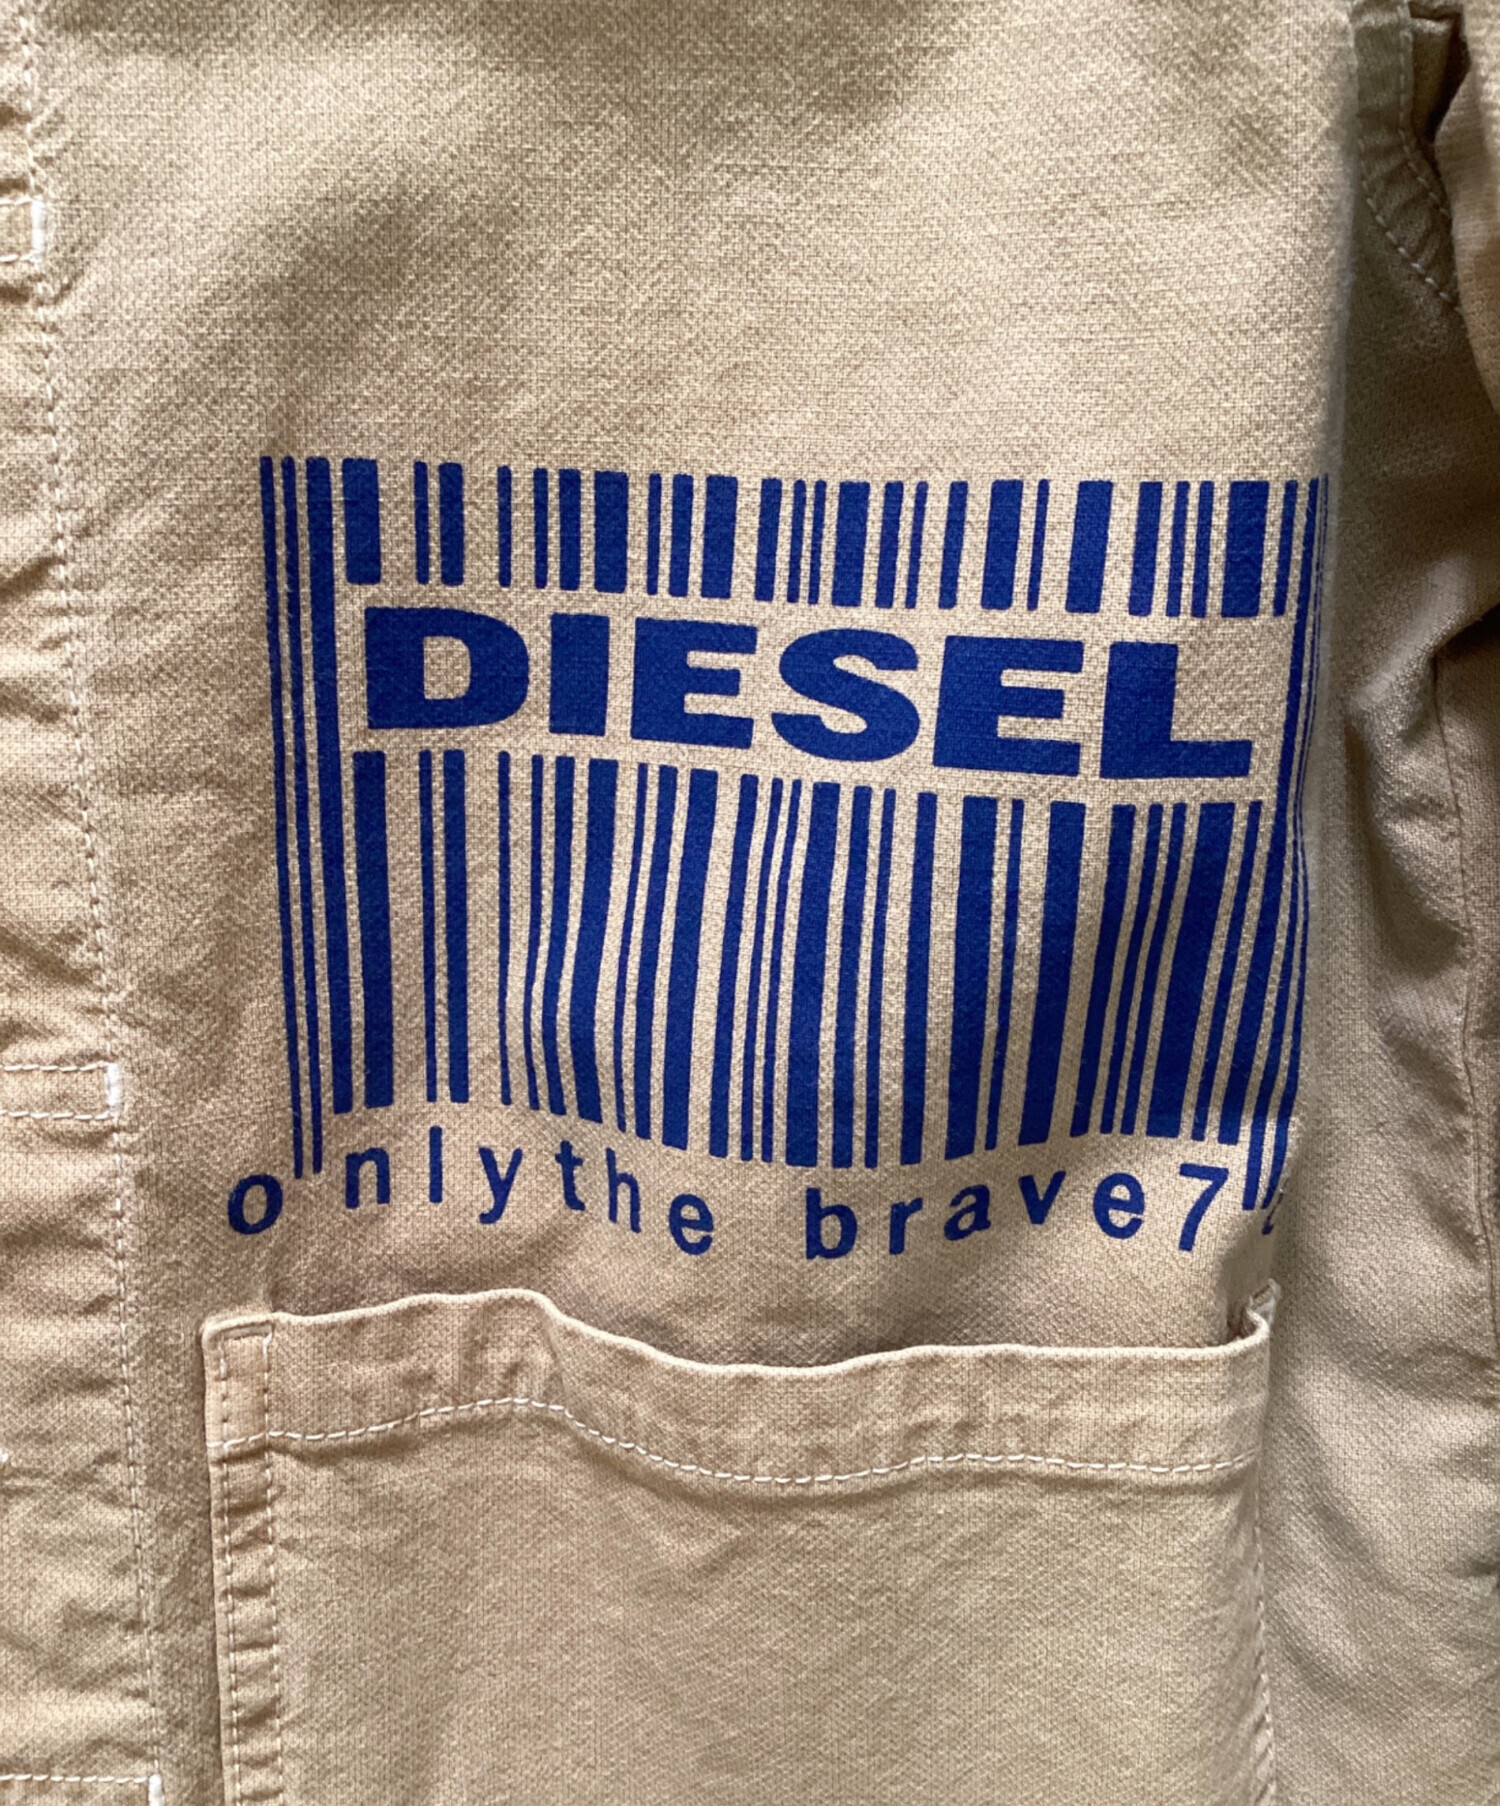 DIESEL
onlythe brave7